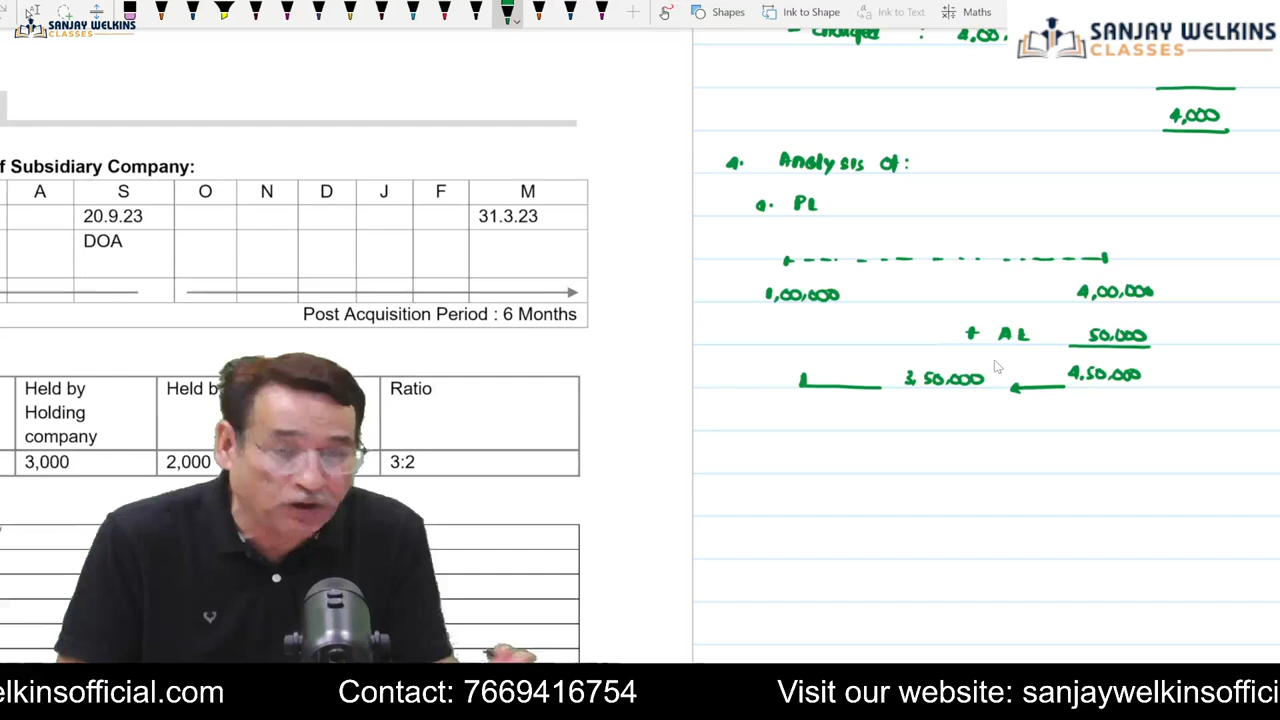 SANJAY WELKINS
CLASSES
Shapes
Ink to Shape
Ink to Text
Maths
SANJAY WELKINS
CLASSES
f Subsidiary Company:
A S O N D J F M
20.9.23 31.3.23
DOA
Post Acquisition Period : 6 Months
Held by
Holding
company
Held b
Ratio
3,000 2,000 3:2
4,000
a. Analysis of:
a. PL
1,00,000 4,00,000
+ AL 50,000
3,50,000 4,50,000
elkinsofficial.com Contact: 7669416754 Visit our website: sanjaywelkinsoffici